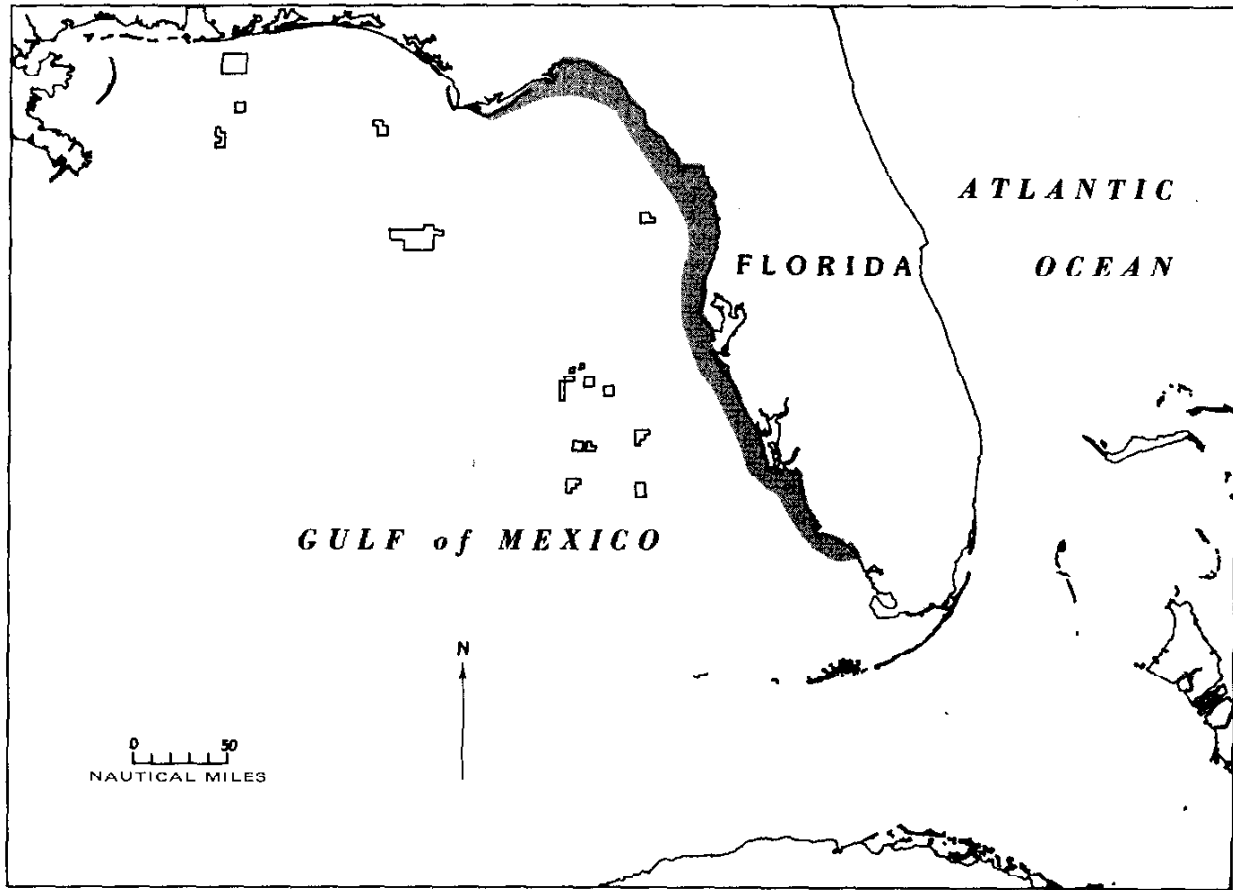 ATLANTIC
OCEAN
FLORIDA
GULF of MEXICO
N
0 50
NAUTICAL MILES